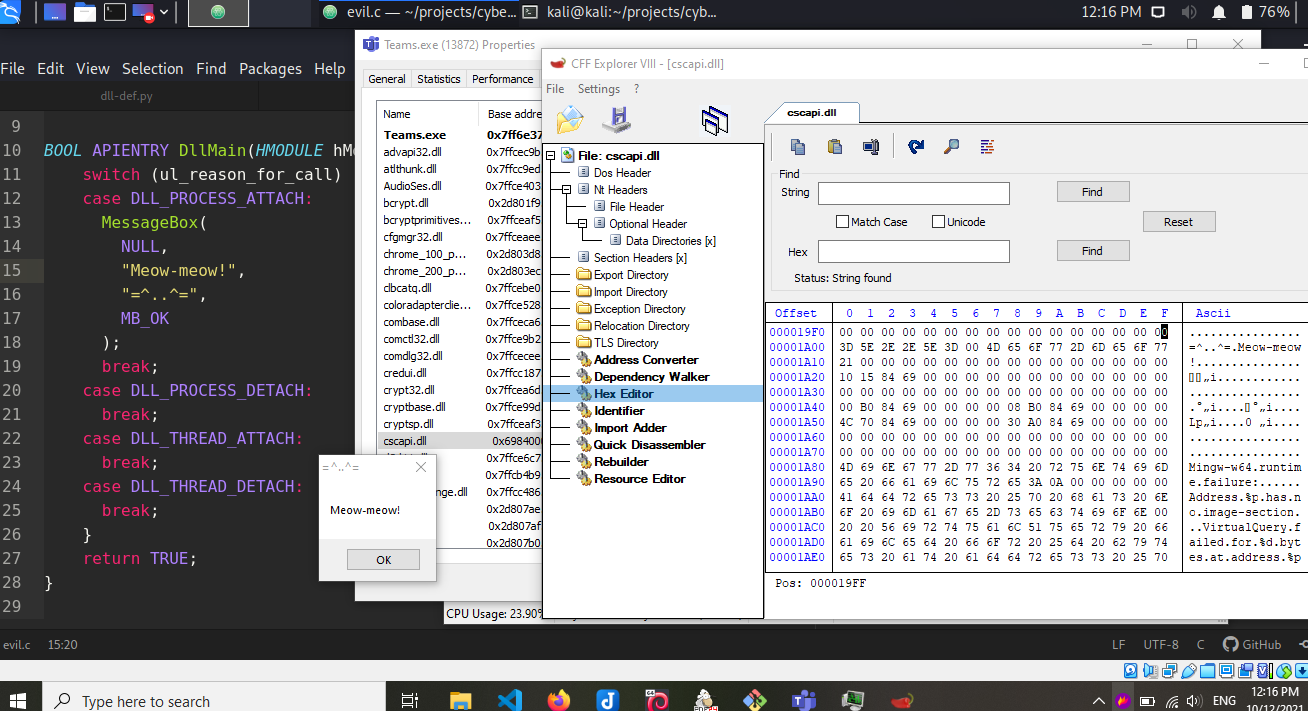 12:16 PM
76%
evil.c — ~/projects/cybe...
kali@kali:~/projects/cyb...
File Edit View Selection Find Packages Help
dll-def.py
9
10 BOOL APIENTRY DllMain(HMODULE hMo
11 switch (ul_reason_for_call)
12 case DLL_PROCESS_ATTACH:
13 MessageBox(
14 NULL,
15 "Meow-meow!",
16 "=^..^=",
17 MB_OK
18 );
19 break;
20 case DLL_PROCESS_DETACH:
21 break;
22 case DLL_THREAD_ATTACH:
23 break;
24 case DLL_THREAD_DETACH:
25 break;
26 }
27 return TRUE;
28 }
29
evil.c 15:20
LF UTF-8 C GitHub
Teams.exe (13872) Properties
General Statistics Performance
Name Base addre
Teams.exe 0x7ff6e37
advapi32.dll 0x7ffcec9b
atlthunk.dll 0x7ffcc9ed
AudioSes.dll 0x7ffce403
bcrypt.dll 0x2d801f9
bcryptprimitives... 0x7ffceaf5
cfgmgr32.dll 0x7ffceaee
chrome_100_p... 0x2d803d8
chrome_200_p... 0x2d803ec
clbcatq.dll 0x7ffcebe0
coloradapterclie... 0x7ffce528
combase.dll 0x7ffceca6
comctl32.dll 0x7ffce9b2
comdlg32.dll 0x7ffcecee
credui.dll 0x7ffcc187
crypt32.dll 0x7ffcea6d
cryptbase.dll 0x7ffce99d
cryptsp.dll 0x7ffceaf3
cscapi.dll 0x6984000
0x7ffce6c7
0x7ffcb4b9
nge.dll 0x7ffcc486
0x2d807ae
0x2d807af
0x2d807b0
CPU Usage: 23.90%
=^..^=
Meow-meow!
OK
CFF Explorer VIII - [cscapi.dll]
File Settings ?
File: cscapi.dll
Dos Header
Nt Headers
File Header
Optional Header
Data Directories [x]
Section Headers [x]
Export Directory
Import Directory
Exception Directory
Relocation Directory
TLS Directory
Address Converter
Dependency Walker
Hex Editor
Identifier
Import Adder
Quick Disassembler
Rebuilder
Resource Editor
cscapi.dll
Find
String Find
Match Case Unicode Reset
Hex Find
Status: String found
Offset 0 1 2 3 4 5 6 7 8 9 A B C D E F Ascii
000019F0 00 00 00 00 00 00 00 00 00 00 00 00 00 00 00 00 ................
00001A00 3D 5E 2E 2E 5E 3D 00 4D 65 6F 77 2D 6D 65 6F 77 =^..^=.Meow-meow
00001A10 21 00 00 00 00 00 00 00 00 00 00 00 00 00 00 00 !...............
00001A20 10 15 84 69 00 00 00 00 00 00 00 00 00 00 00 00 ▯▯„i............
00001A30 00 00 00 00 00 00 00 00 00 00 00 00 00 00 00 00 ................
00001A40 00 B0 84 69 00 00 00 00 08 B0 84 69 00 00 00 00 .°„i....▯°„i....
00001A50 4C 70 84 69 00 00 00 00 30 A0 84 69 00 00 00 00 Lp„i....0 „i....
00001A60 00 00 00 00 00 00 00 00 00 00 00 00 00 00 00 00 ................
00001A70 00 00 00 00 00 00 00 00 00 00 00 00 00 00 00 00 ................
00001A80 4D 69 6E 67 77 2D 77 36 34 20 72 75 6E 74 69 6D Mingw-w64.runtim
00001A90 65 20 66 61 69 6C 75 72 65 3A 0A 00 00 00 00 00 e.failure:......
00001AA0 41 64 64 72 65 73 73 20 25 70 20 68 61 73 20 6E Address.%p.has.n
00001AB0 6F 20 69 6D 61 67 65 2D 73 65 63 74 69 6F 6E 00 o.image-section.
00001AC0 20 20 56 69 72 74 75 61 6C 51 75 65 72 79 20 66 ..VirtualQuery.f
00001AD0 61 69 6C 65 64 20 66 6F 72 20 25 64 20 62 79 74 ailed.for.%d.byt
00001AE0 65 73 20 61 74 20 61 64 64 72 65 73 73 20 25 70 es.at.address.%p
Pos: 000019FF
Type here to search
ENG
12:16 PM
10/12/2021